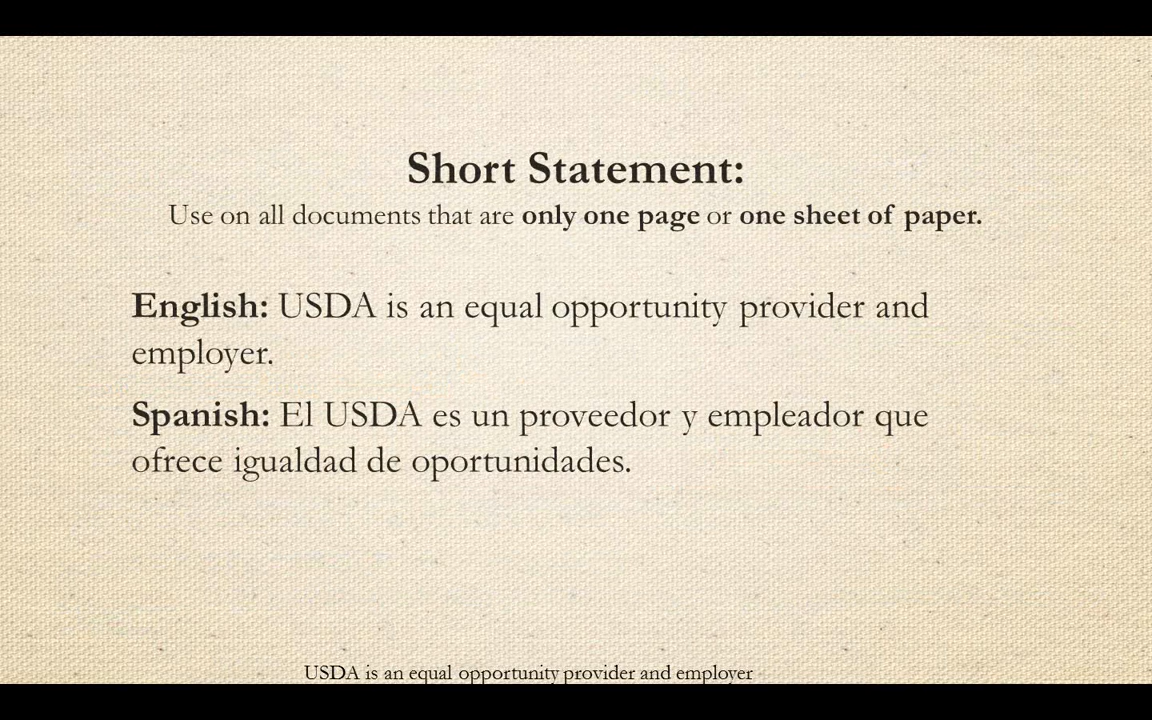 Short Statement:
Use on all documents that are only one page or one sheet of paper.
English: USDA is an equal opportunity provider and
employer.
Spanish: El USDA es un proveedor y empleador que
ofrece igualdad de oportunidades.
USDA is an equal opportunity provider and employer